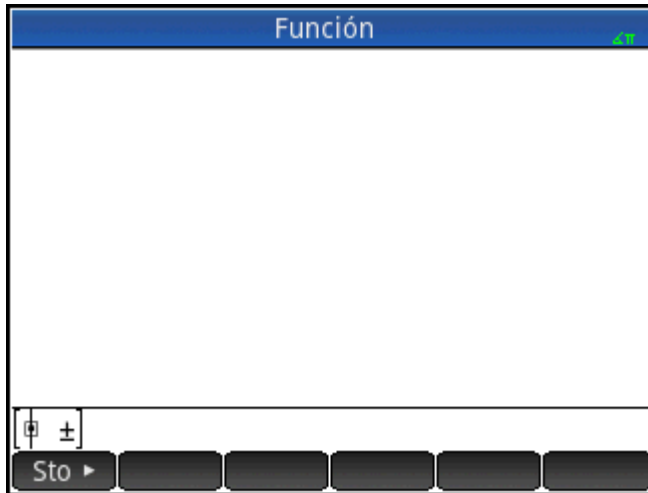 Función
∡π
[ ±]
Sto ▸